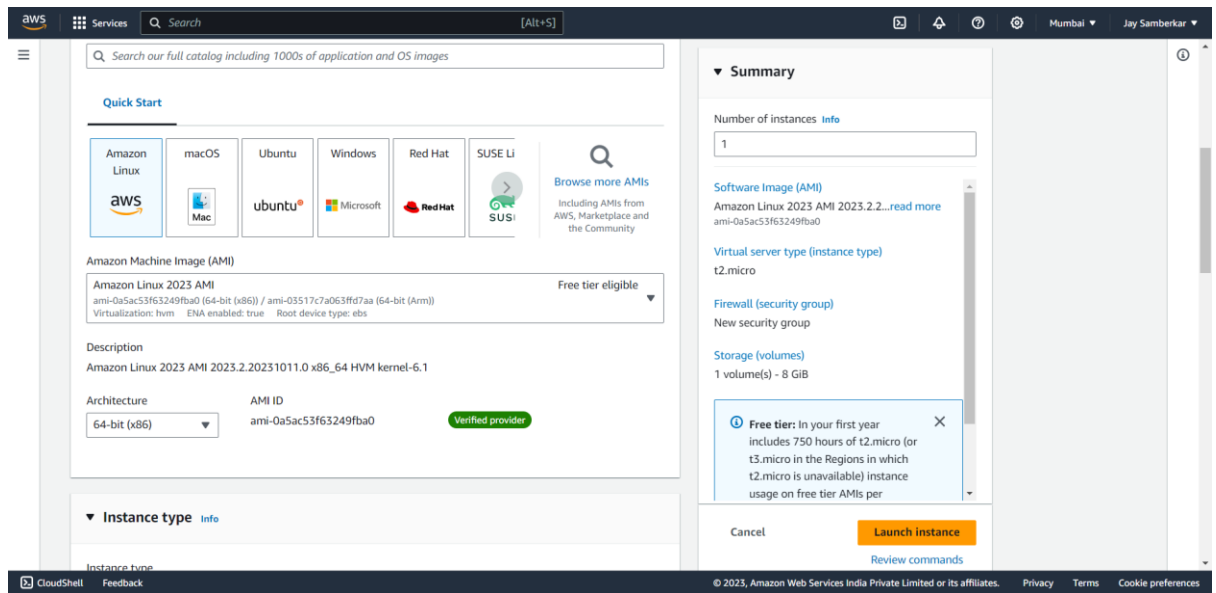 aws Services Search [Alt+S] Mumbai ▼ Jay Samberkar ▼
Search our full catalog including 1000s of application and OS images
Quick Start
Amazon Linux
aws
macOS
Mac
Ubuntu
ubuntu®
Windows
Microsoft
Red Hat
Red Hat
SUSE Li
SUS
Browse more AMIs
Including AMIs from
AWS, Marketplace and
the Community
Amazon Machine Image (AMI)
Amazon Linux 2023 AMI Free tier eligible
ami-0a5ac53f63249fba0 (64-bit (x86)) / ami-03517c7a063ffd7aa (64-bit (Arm))
Virtualization: hvm ENA enabled: true Root device type: ebs
Description
Amazon Linux 2023 AMI 2023.2.20231011.0 x86_64 HVM kernel-6.1
Architecture AMI ID
64-bit (x86) ami-0a5ac53f63249fba0 Verified provider
Instance type Info
Instance type
Summary
Number of instances Info
1
Software Image (AMI)
Amazon Linux 2023 AMI 2023.2.2...read more
ami-0a5ac53f63249fba0
Virtual server type (instance type)
t2.micro
Firewall (security group)
New security group
Storage (volumes)
1 volume(s) - 8 GiB
Free tier: In your first year
includes 750 hours of t2.micro (or
t3.micro in the Regions in which
t2.micro is unavailable) instance
usage on free tier AMIs per
Cancel Launch instance
Review commands
CloudShell Feedback © 2023, Amazon Web Services India Private Limited or its affiliates. Privacy Terms Cookie preferences